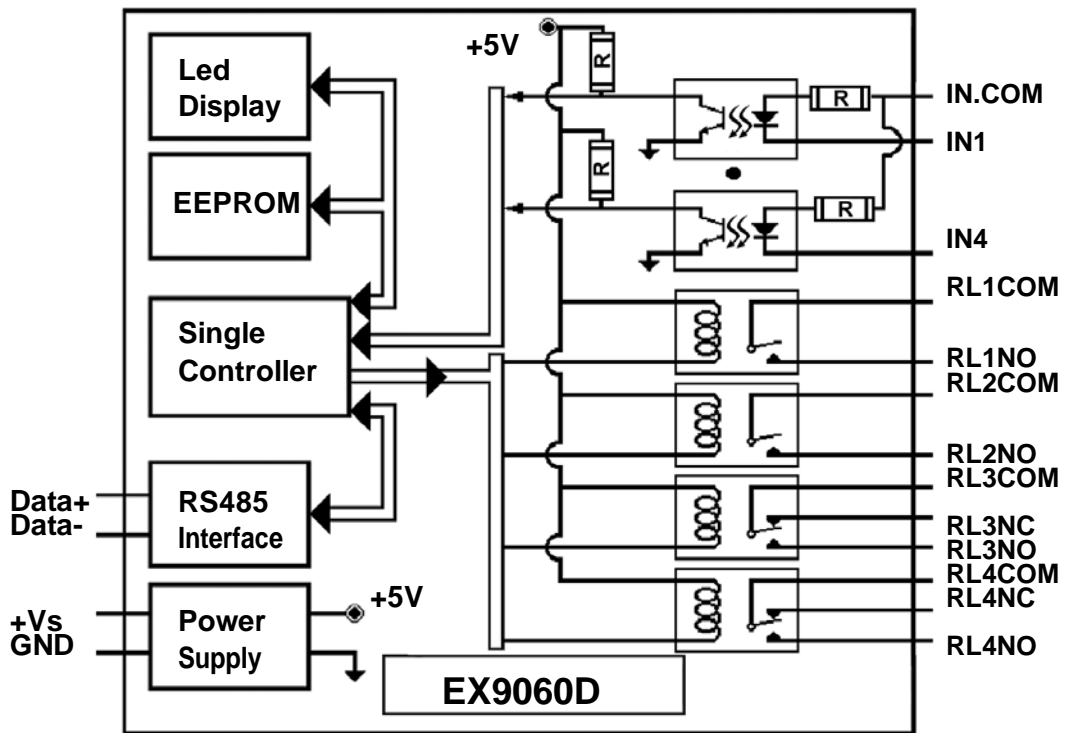 +5V
Led
Display
R
R
IN.COM
IN1
EEPROM
R
R
IN4
RL1COM
Single
Controller
RL1NO
RL2COM
RL2NO
RL3COM
Data+
Data-
RS485
Interface
RL3NC
RL3NO
RL4COM
RL4NC
RL4NO
+Vs
GND
Power
Supply
+5V
EX9060D